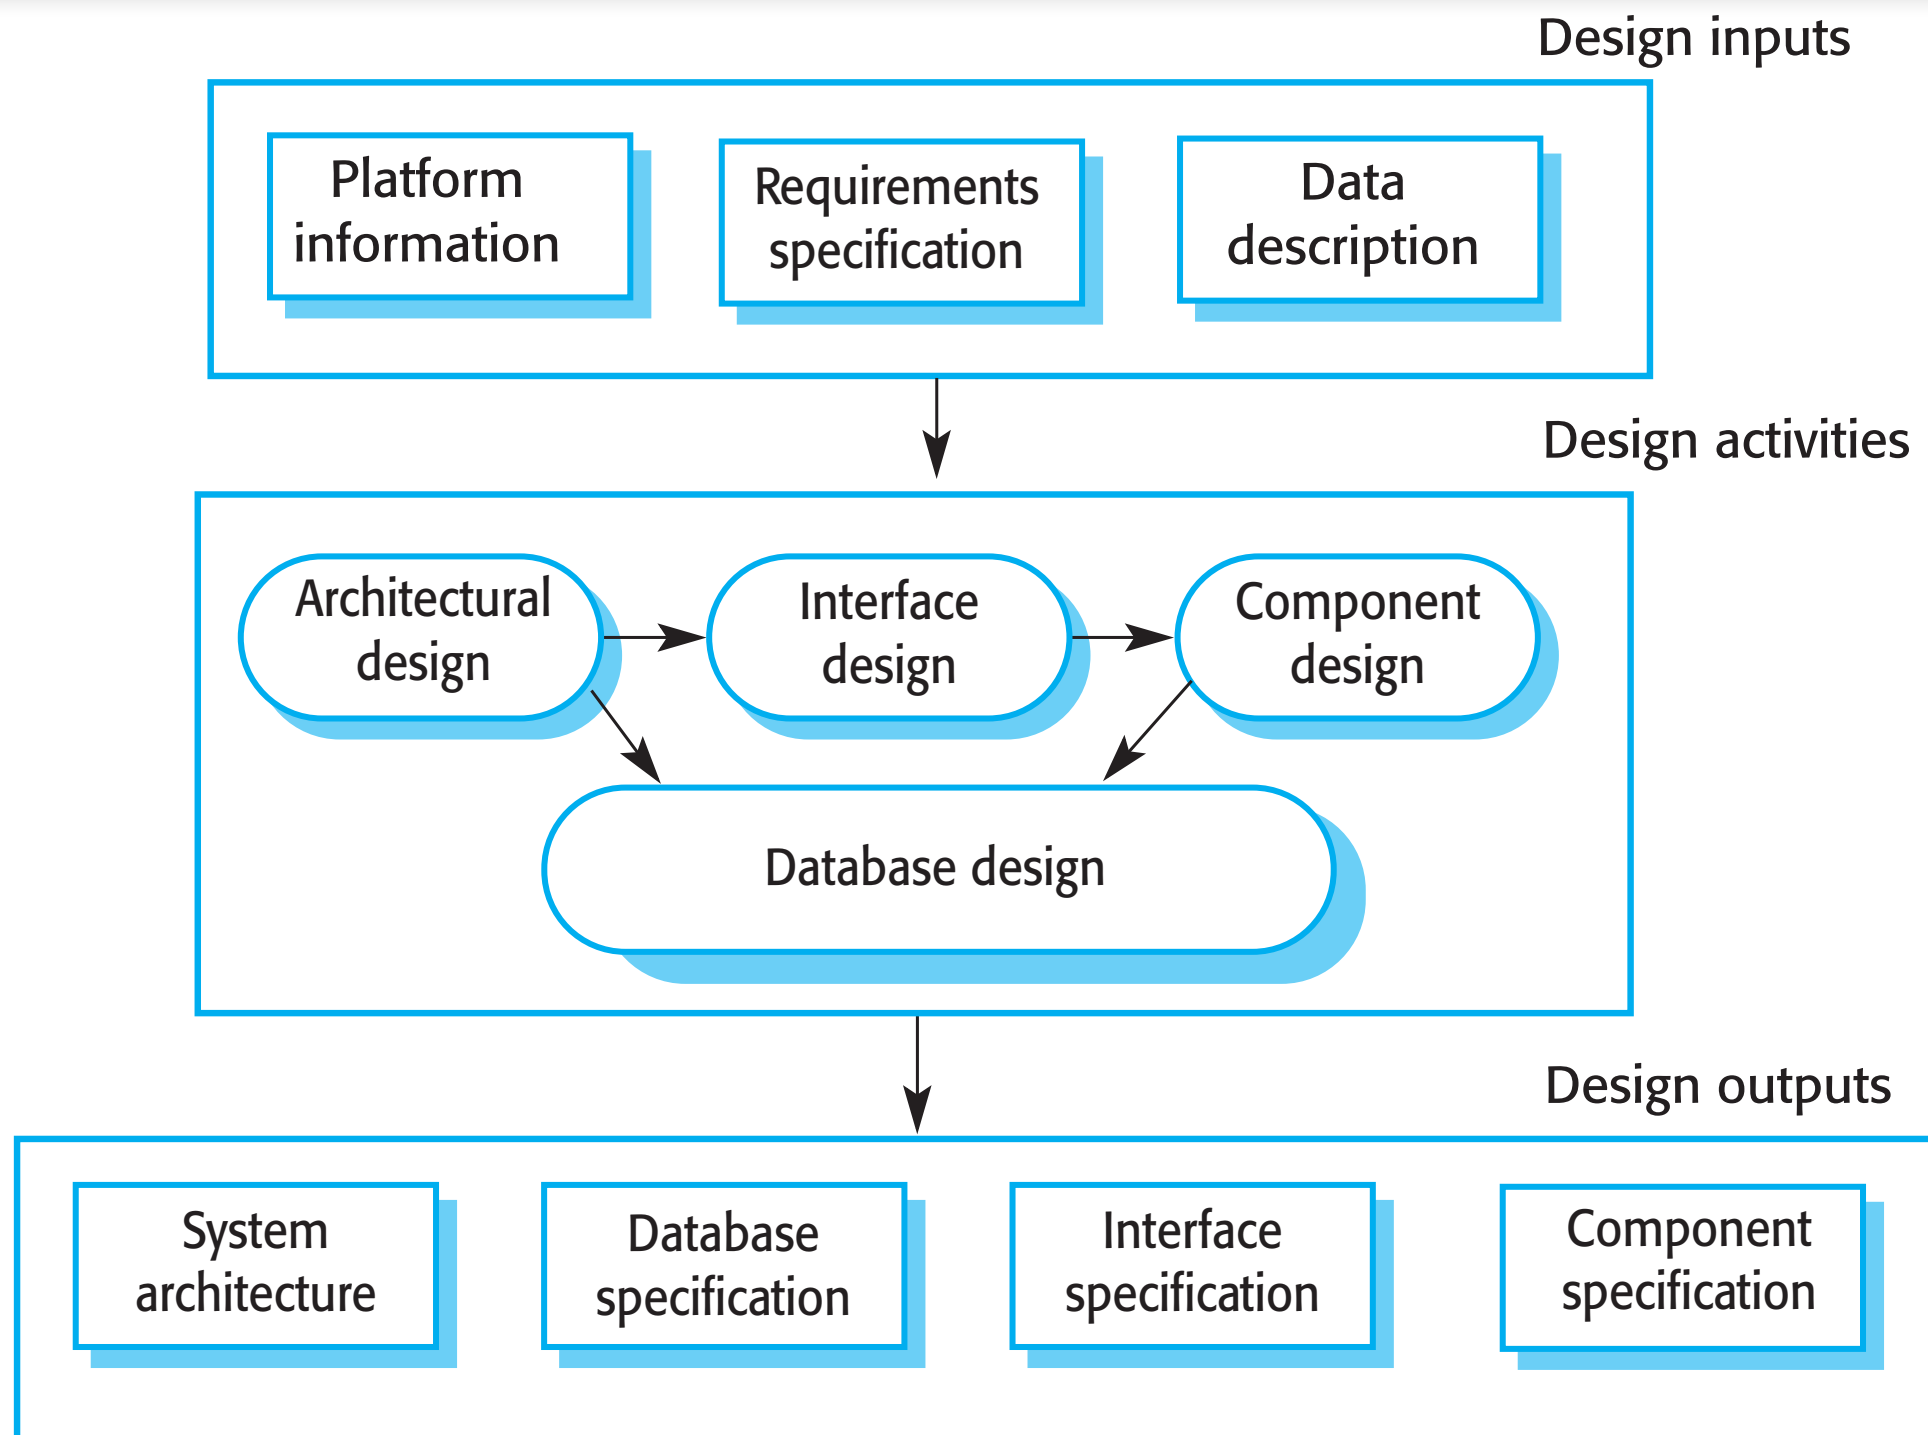 Design inputs
Platform
information
Requirements
specification
Data
description
Design activities
Architectural
design
Interface
design
Component
design
Database design
Design outputs
System
architecture
Database
specification
Interface
specification
Component
specification